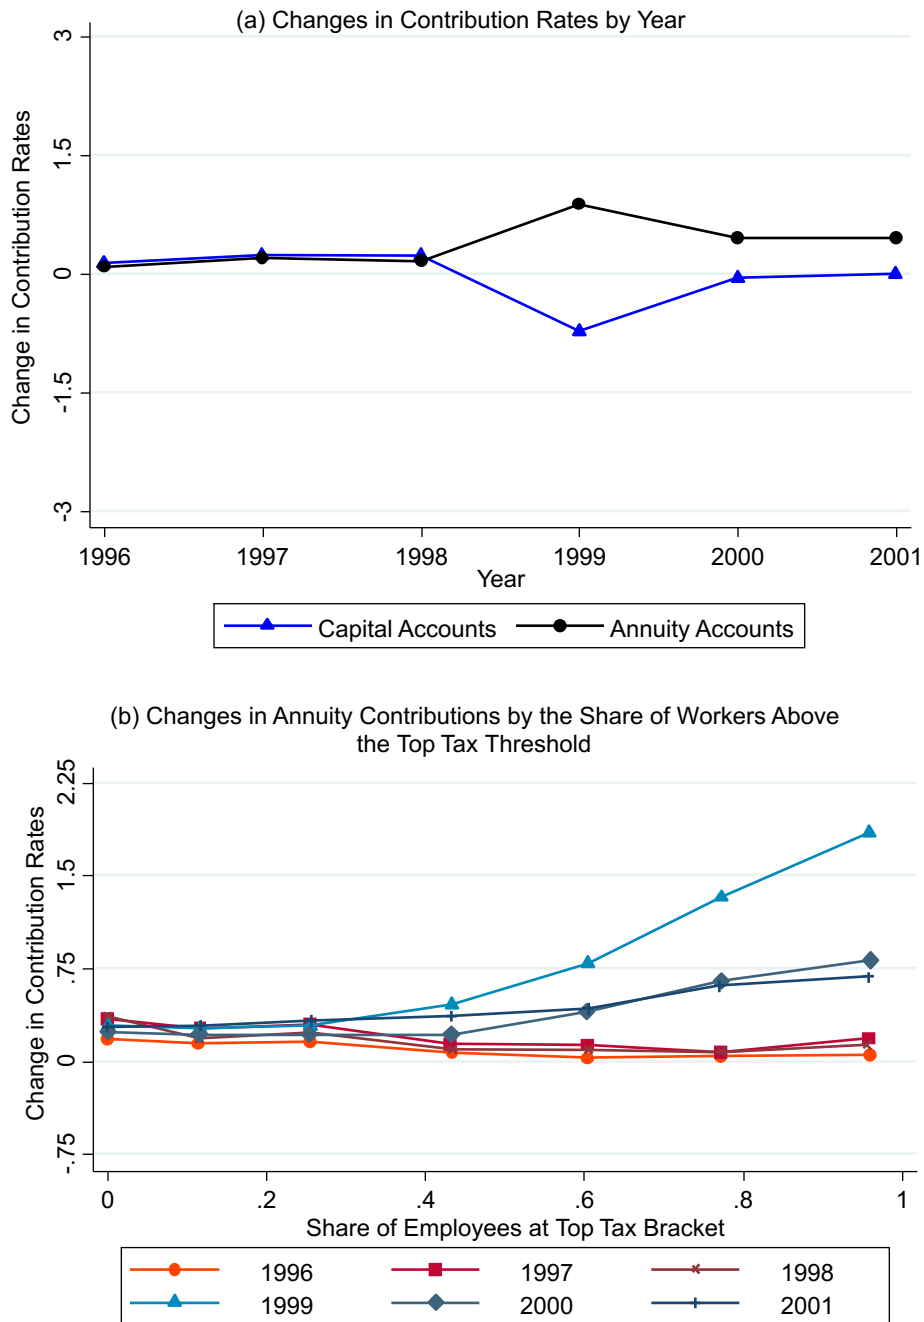 (a) Changes in Contribution Rates by Year
Change in Contribution Rates
3
1.5
0
-1.5
-3
1996 1997 1998 1999 2000 2001
Year
Capital Accounts Annuity Accounts
(b) Changes in Annuity Contributions by the Share of Workers Above
the Top Tax Threshold
Change in Contribution Rates
2.25
1.5
.75
0
-.75
0 .2 .4 .6 .8 1
Share of Employees at Top Tax Bracket
1996 1997 1998
1999 2000 2001